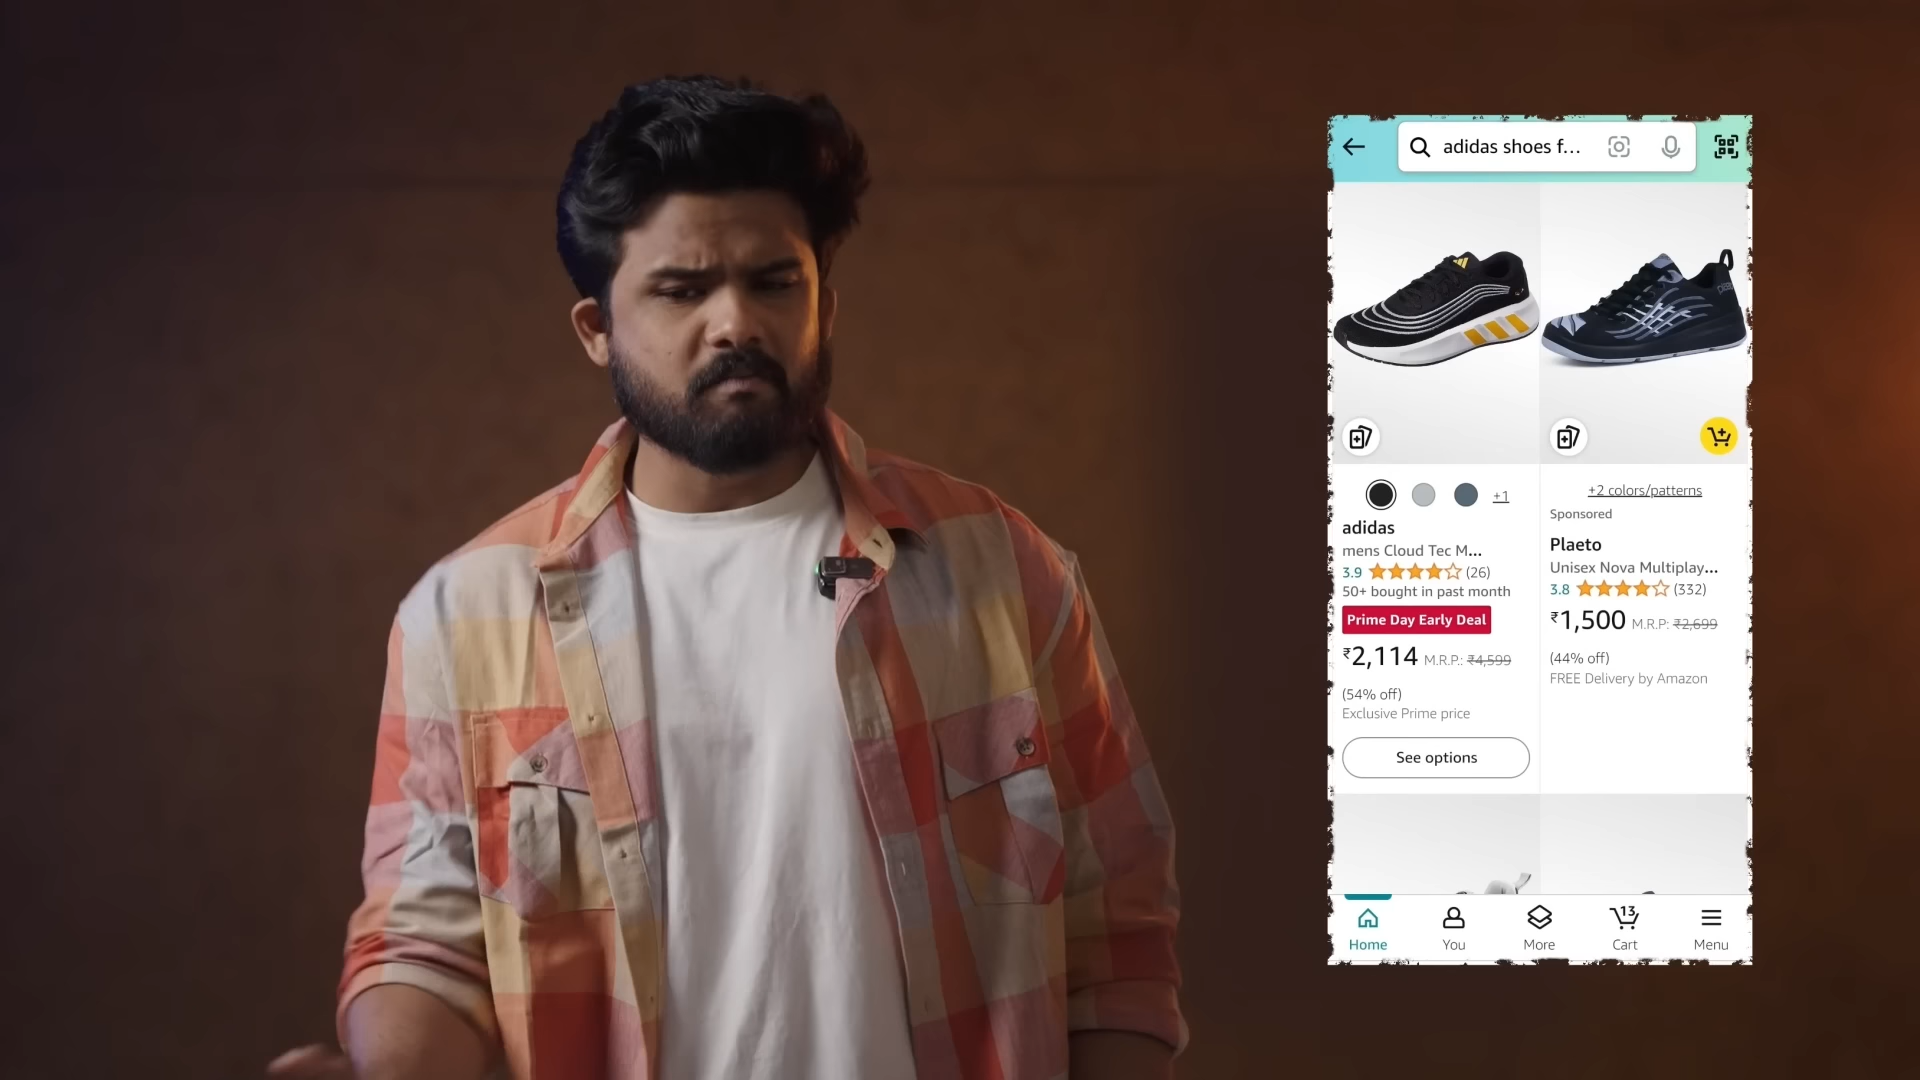 adidas shoes f...
+1
adidas
mens Cloud Tec M...
3.9 (26)
50+ bought in past month
Prime Day Early Deal
₹2,114 M.R.P.: ₹4,599
(54% off)
Exclusive Prime price
See options
+2 colors/patterns
Sponsored
Plaeto
Unisex Nova Multiplay...
3.8 (332)
₹1,500 M.R.P: ₹2,699
(44% off)
FREE Delivery by Amazon
13
Home
You
More
Cart
Menu